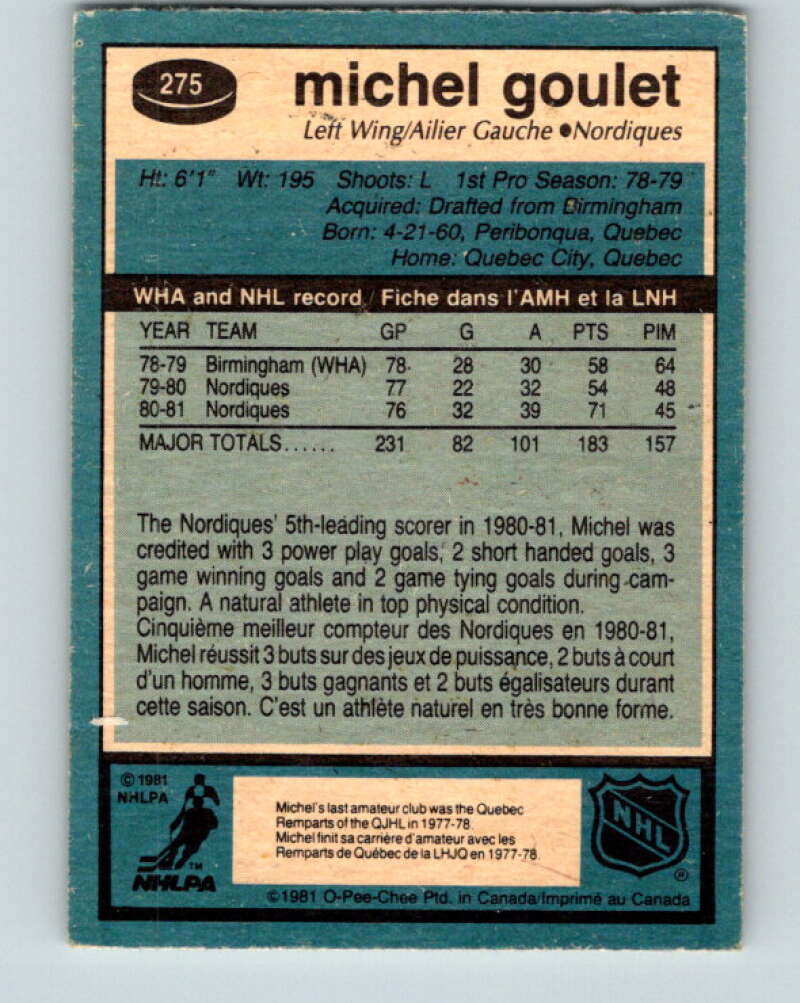 275
michel goulet
Left Wing/Ailier Gauche ●Nordiques
Ht: 6'1" Wt: 195 Shoots: L 1st Pro Season: 78-79
Acquired: Drafted from Birmingham
Born: 4-21-60, Peribonqua, Quebec
Home: Quebec City, Quebec
WHA and NHL record / Fiche dans l'AMH et la LNH
YEAR TEAM GP G A PTS PIM
78-79 Birmingham (WHA) 78 28 30 58 64
79-80 Nordiques 77 22 32 54 48
80-81 Nordiques 76 32 39 71 45
MAJOR TOTALS...... 231 82 101 183 157
The Nordiques' 5th-leading scorer in 1980-81, Michel was
credited with 3 power play goals, 2 short handed goals, 3
game winning goals and 2 game tying goals during cam-
paign. A natural athlete in top physical condition.
Cinquième meilleur compteur des Nordiques en 1980-81,
Michel réussit 3 buts sur des jeux de puissance, 2 buts à court
d'un homme, 3 buts gagnants et 2 buts égalisateurs durant
cette saison. C'est un athlète naturel en très bonne forme.
© 1981
NHLPA
TM
NHLPA
Michel's last amateur club was the Quebec
Remparts of the QJHL in 1977-78.
Michel finit sa carrière d'amateur avec les
Remparts de Québec de la LHJQ en 1977-78.
NHL
®
©1981 O-Pee-Chee Ptd. in Canada/Imprimé au Canada